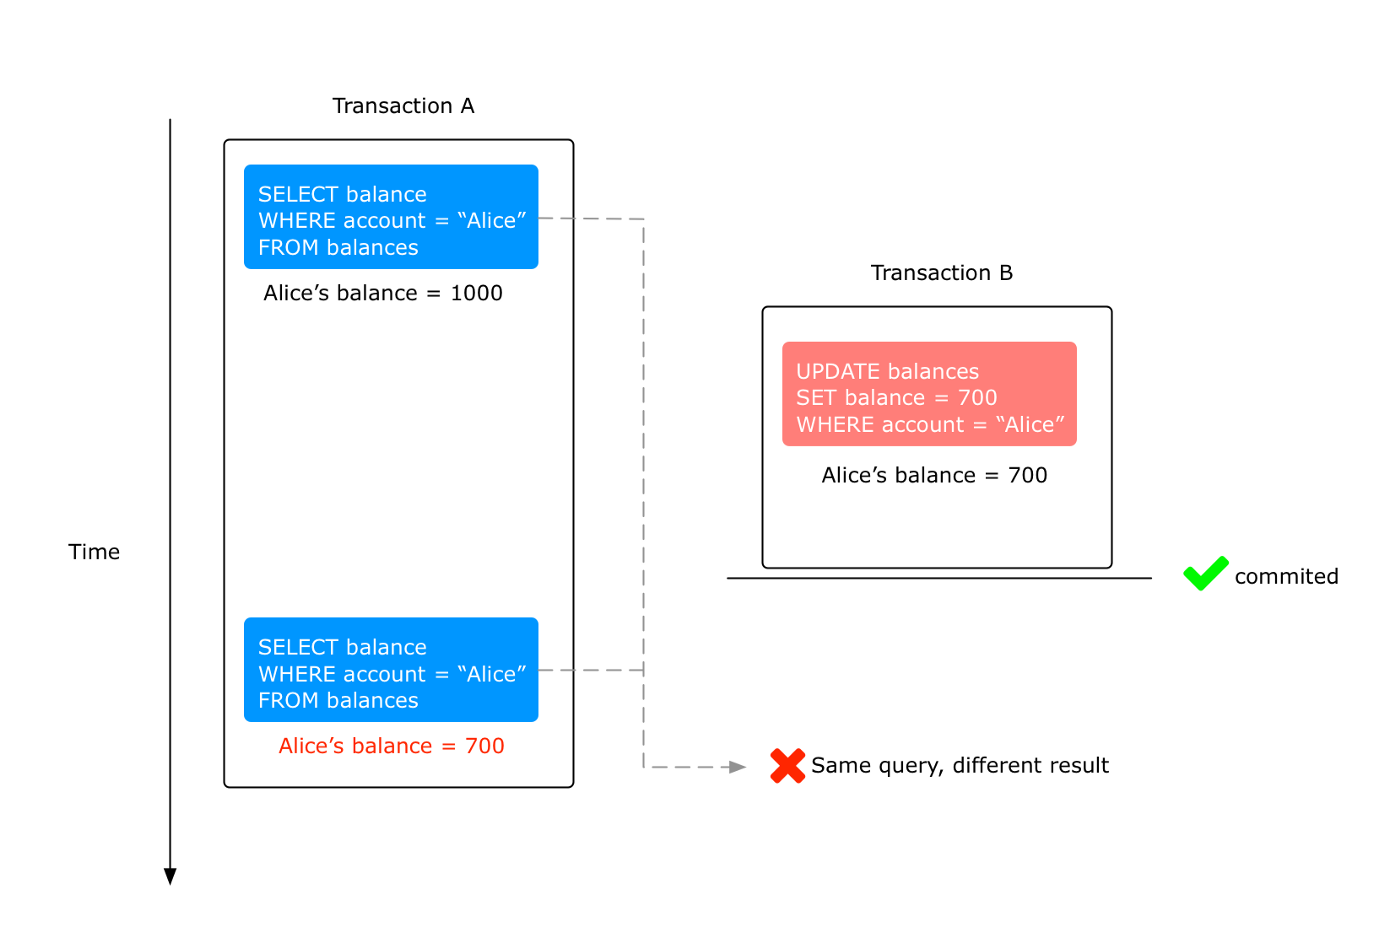 Transaction A
SELECT balance
WHERE account = “Alice”
FROM balances
Alice’s balance = 1000
Transaction B
UPDATE balances
SET balance = 700
WHERE account = “Alice”
Alice’s balance = 700
Time
commited
SELECT balance
WHERE account = “Alice”
FROM balances
Alice’s balance = 700
Same query, different result